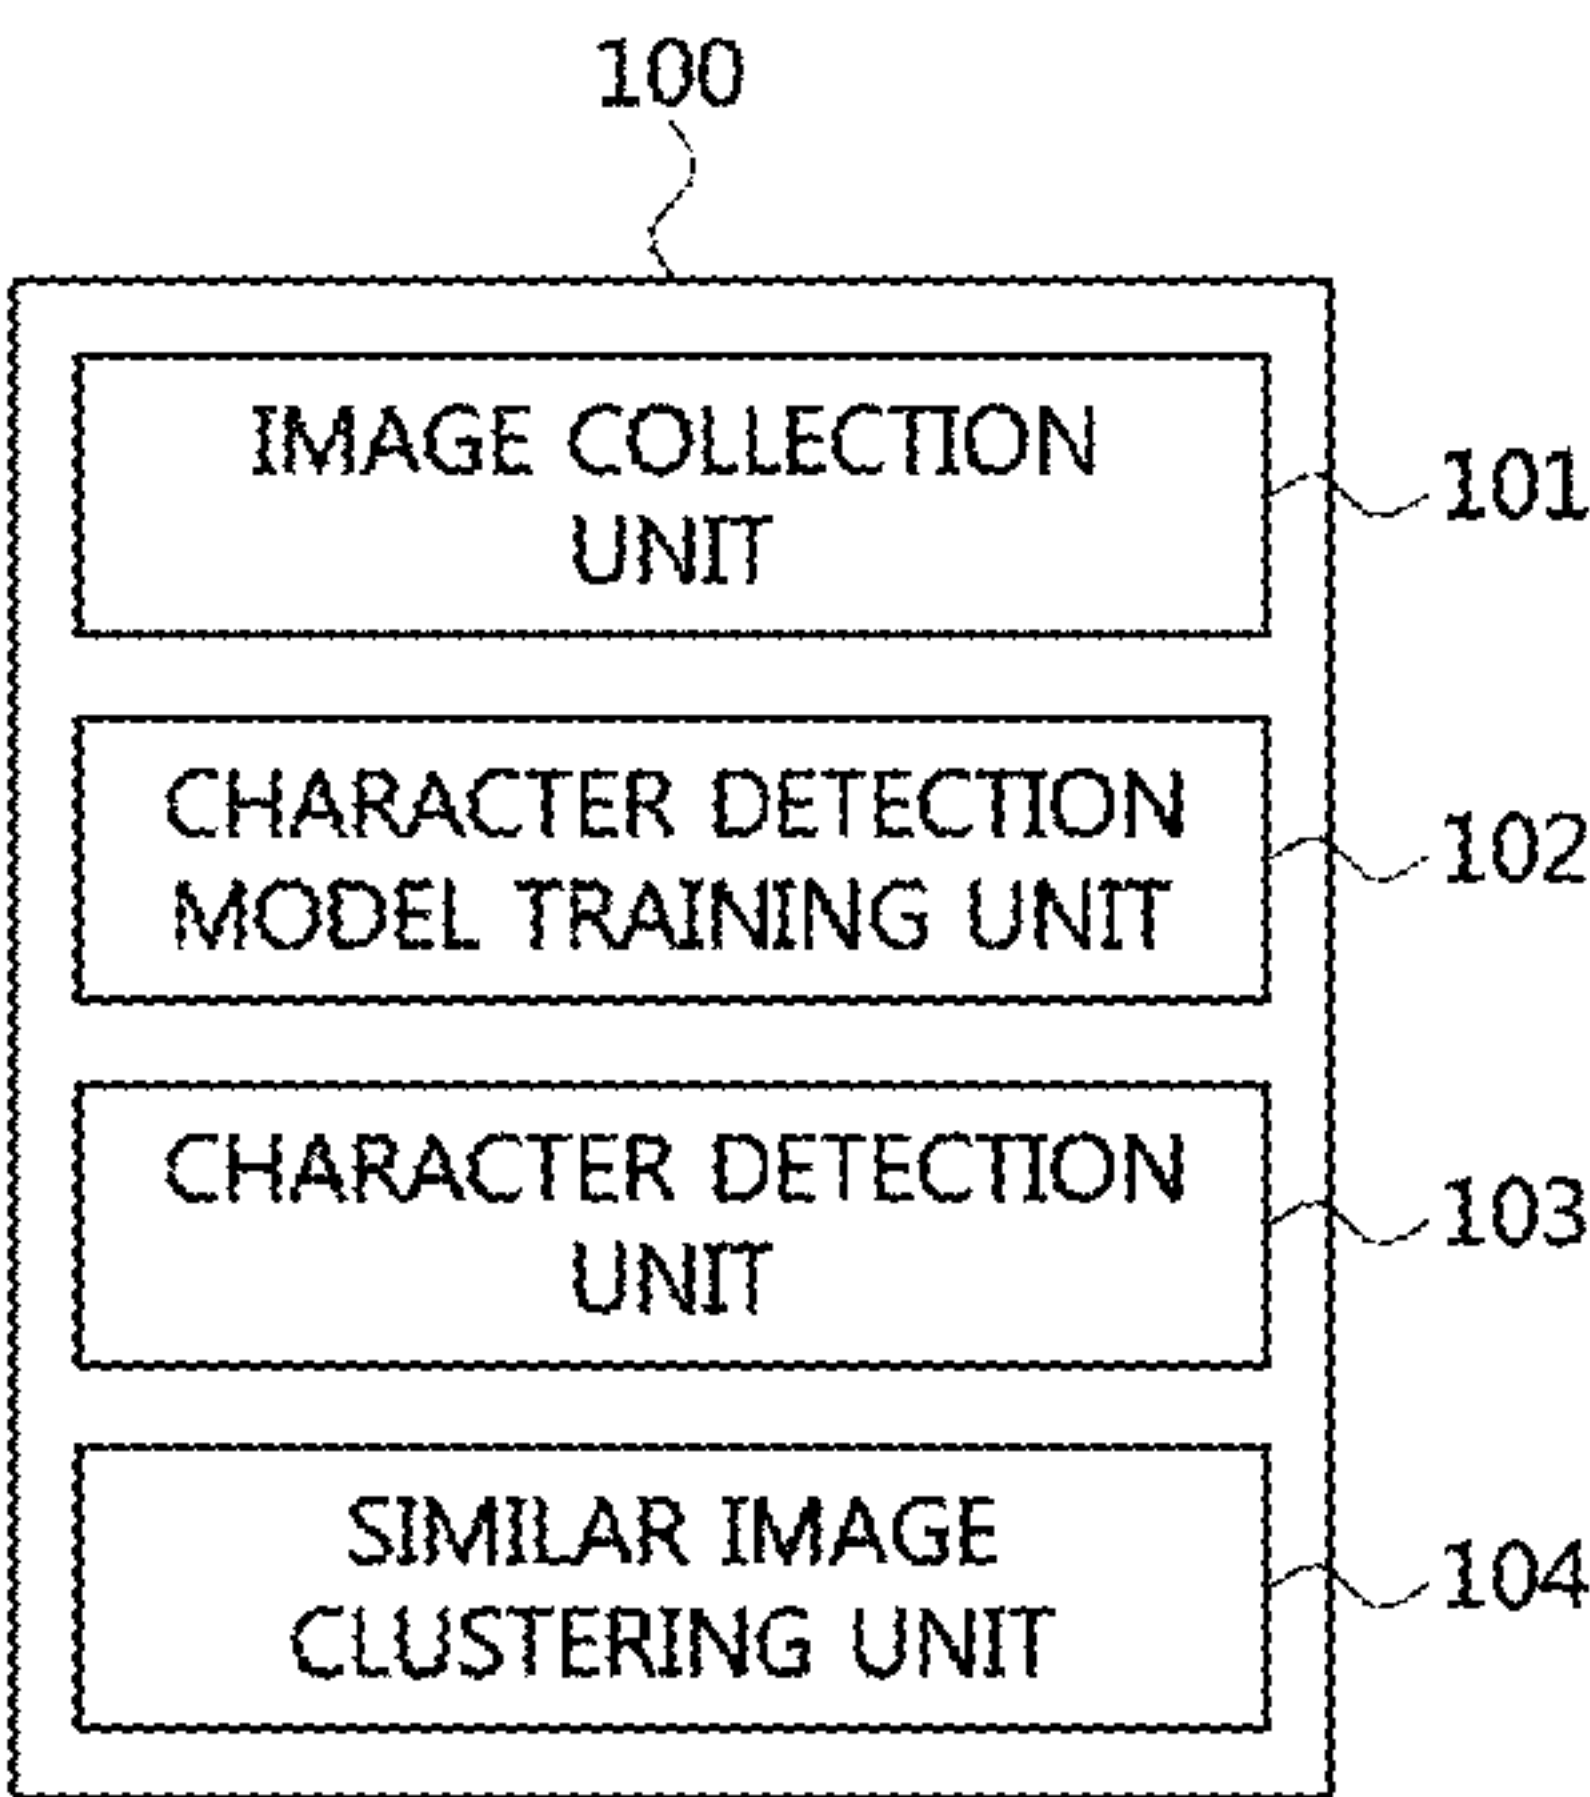 100
IMAGE COLLECTION
UNIT
101
CHARACTER DETECTION
MODEL TRAINING UNIT
102
CHARACTER DETECTION
UNIT
103
SIMILAR IMAGE
CLUSTERING UNIT
104